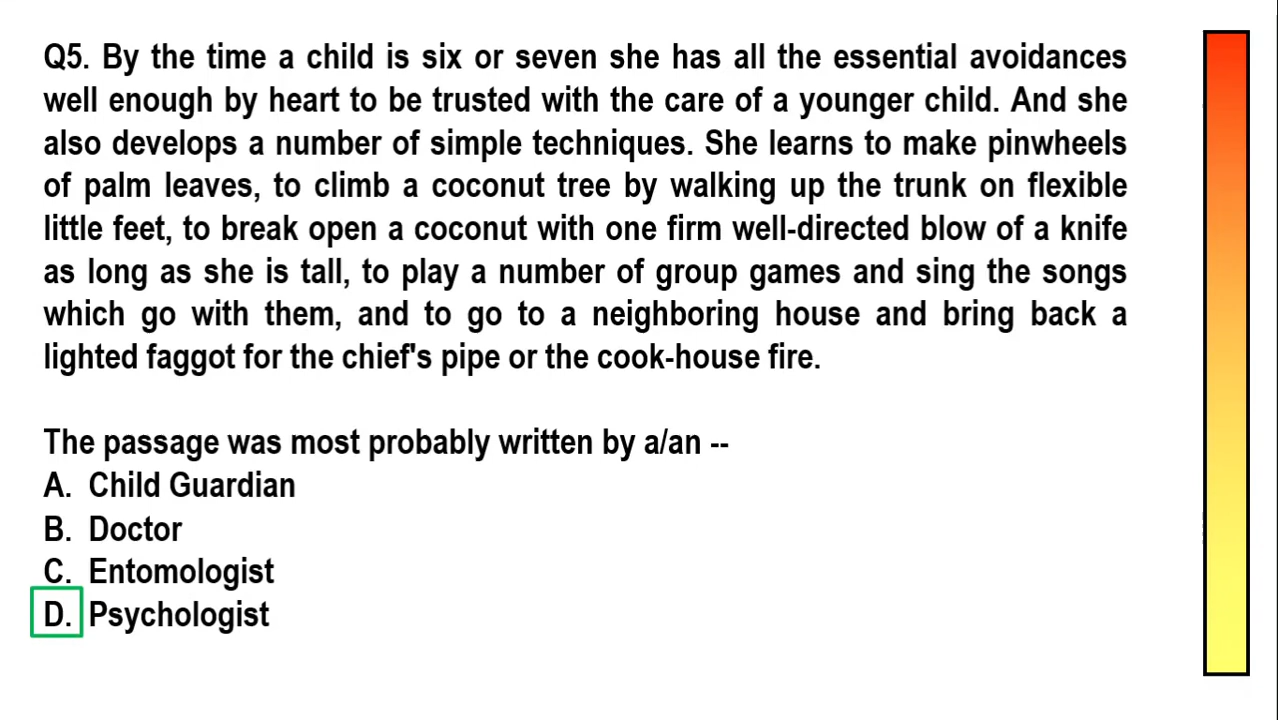 Q5. By the time a child is six or seven she has all the essential avoidances
well enough by heart to be trusted with the care of a younger child. And she
also develops a number of simple techniques. She learns to make pinwheels
of palm leaves, to climb a coconut tree by walking up the trunk on flexible
little feet, to break open a coconut with one firm well-directed blow of a knife
as long as she is tall, to play a number of group games and sing the songs
which go with them, and to go to a neighboring house and bring back a
lighted faggot for the chief's pipe or the cook-house fire.
The passage was most probably written by a/an --
A. Child Guardian
B. Doctor
C. Entomologist
D. Psychologist